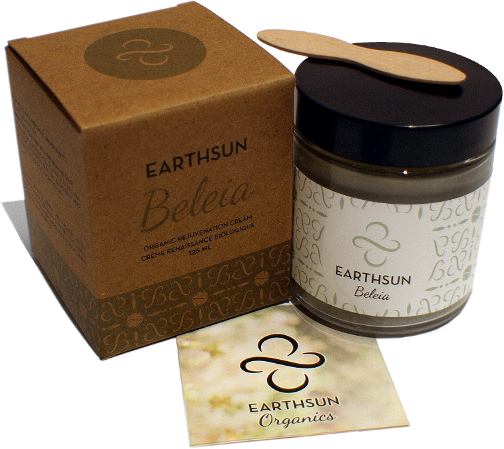 EARTHSUN
Beleia
ORGANIC REJUVENATION CREAM
CRÈME RENAISSANCE BIOLOGIQUE
125 ML
EARTHSUN
Beleia
EARTHSUN
Organics